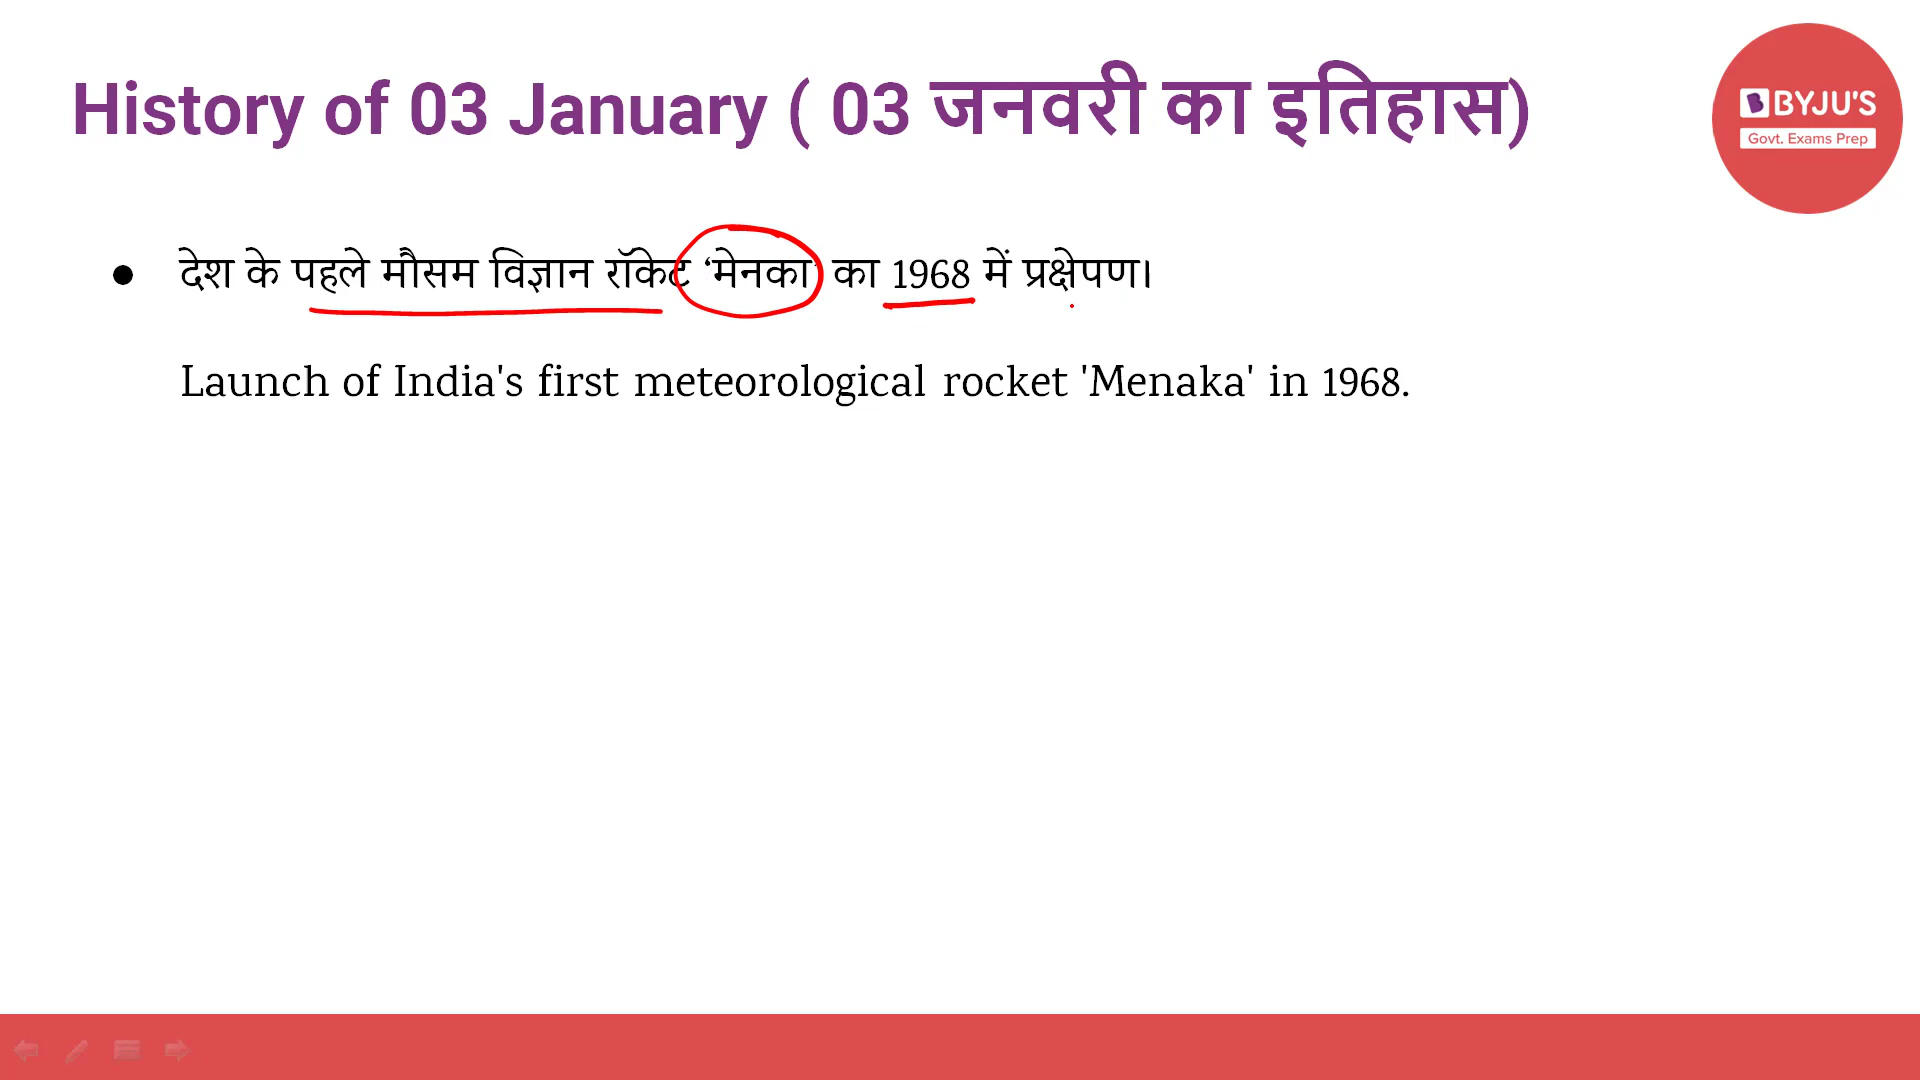 History of 03 January ( 03 जनवरी का इतिहास)
BYJU'S
Govt. Exams Prep
● देश के पहले मौसम विज्ञान रॉकेट ‘मेनका’ का 1968 में प्रक्षेपण।
Launch of India's first meteorological rocket 'Menaka' in 1968.